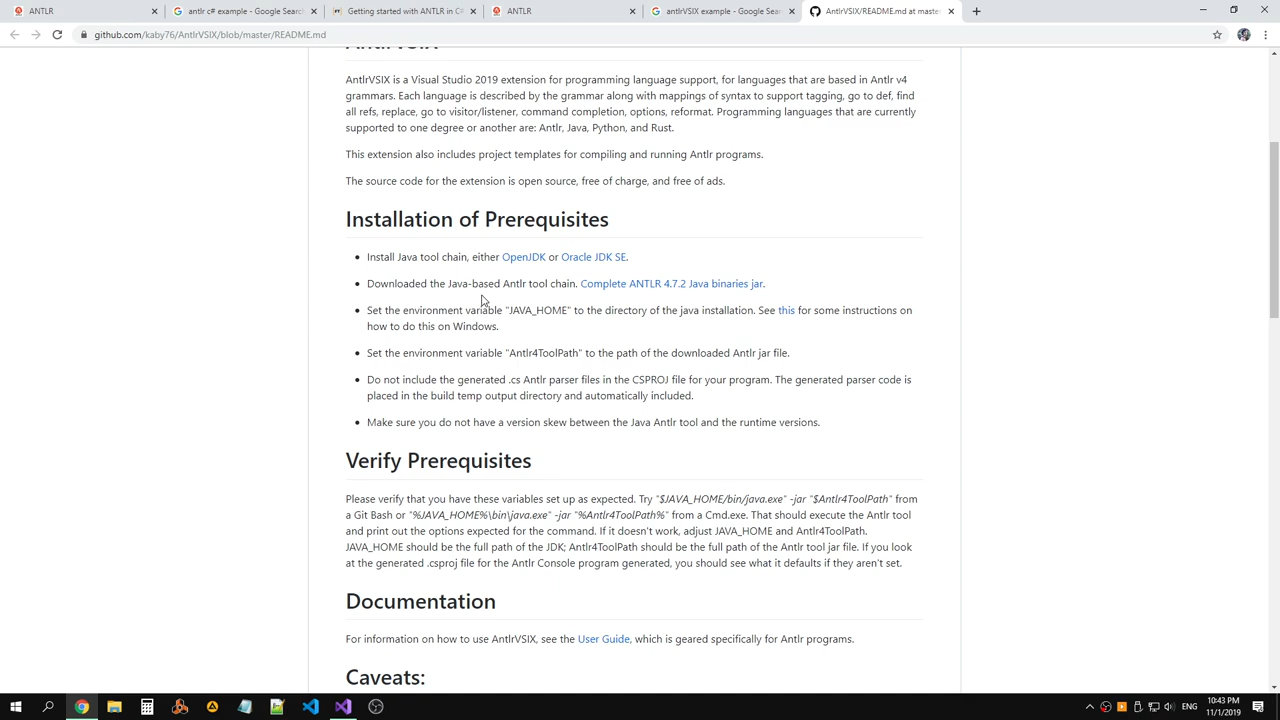 ANTLR
antlr c# example - Google Search
Getting started with ANTLR in C#
ANTLR
antlrVSIX example - Google Sea
AntlrVSIX/README.md at master
github.com/kaby76/AntlrVSIX/blob/master/README.md
AntlrVSIX
AntlrVSIX is a Visual Studio 2019 extension for programming language support, for languages that are based in Antlr v4
grammars. Each language is described by the grammar along with mappings of syntax to support tagging, go to def, find
all refs, replace, go to visitor/listener, command completion, options, reformat. Programming languages that are currently
supported to one degree or another are: Antlr, Java, Python, and Rust.
This extension also includes project templates for compiling and running Antlr programs.
The source code for the extension is open source, free of charge, and free of ads.
Installation of Prerequisites
• Install Java tool chain, either OpenJDK or Oracle JDK SE.
• Downloaded the Java-based Antlr tool chain. Complete ANTLR 4.7.2 Java binaries jar.
• Set the environment variable "JAVA_HOME" to the directory of the java installation. See this for some instructions on
how to do this on Windows.
• Set the environment variable "Antlr4ToolPath" to the path of the downloaded Antlr jar file.
• Do not include the generated .cs Antlr parser files in the CSPROJ file for your program. The generated parser code is
placed in the build temp output directory and automatically included.
• Make sure you do not have a version skew between the Java Antlr tool and the runtime versions.
Verify Prerequisites
Please verify that you have these variables set up as expected. Try "$JAVA_HOME/bin/java.exe" -jar "$Antlr4ToolPath" from
a Git Bash or "%JAVA_HOME%\bin\java.exe" -jar "%Antlr4ToolPath%" from a Cmd.exe. That should execute the Antlr tool
and print out the options expected for the command. If it doesn't work, adjust JAVA_HOME and Antlr4ToolPath.
JAVA_HOME should be the full path of the JDK; Antlr4ToolPath should be the full path of the Antlr tool jar file. If you look
at the generated .csproj file for the Antlr Console program generated, you should see what it defaults if they aren't set.
Documentation
For information on how to use AntlrVSIX, see the User Guide, which is geared specifically for Antlr programs.
Caveats:
ENG
10:43 PM
11/1/2019